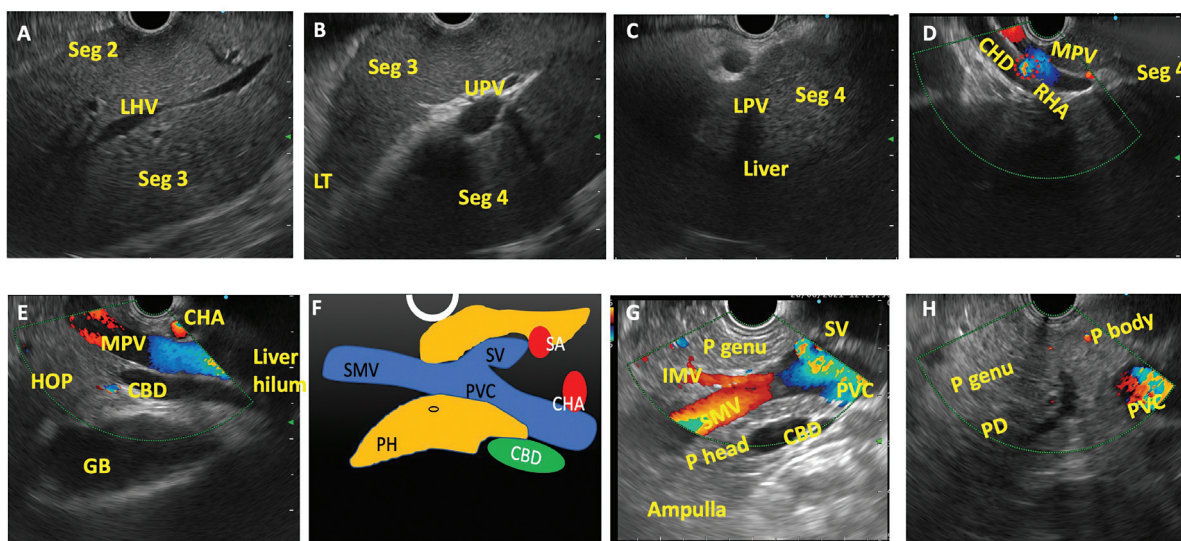 A
Seg 2
LHV
Seg 3
B
Seg 3
UPV
LT
Seg 4
C
LPV
Seg 4
Liver
D
CHD
MPV
RHA
Seg 4
E
CHA
MPV
HOP
CBD
Liver
hilum
GB
F
SA
SV
SMV
PVC
CHA
PH
CBD
G
SV
P genu
IMV
PVC
SMV
CBD
P head
Ampulla
H
P body
P genu
PVC
PD